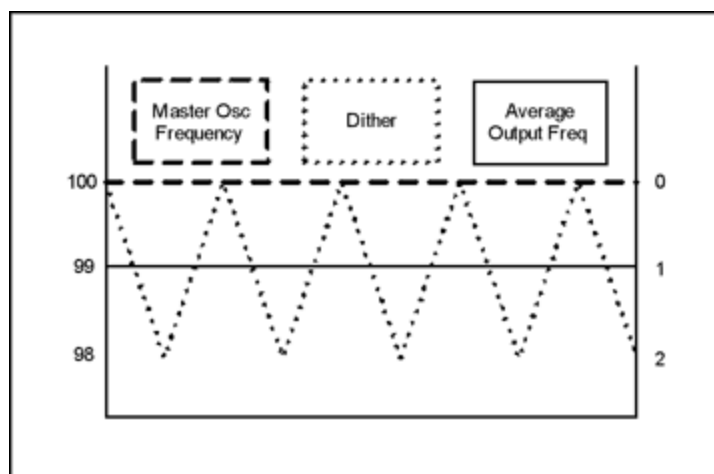 Master Osc
Frequency
Dither
Average
Output Freq
100
0
99
1
98
2